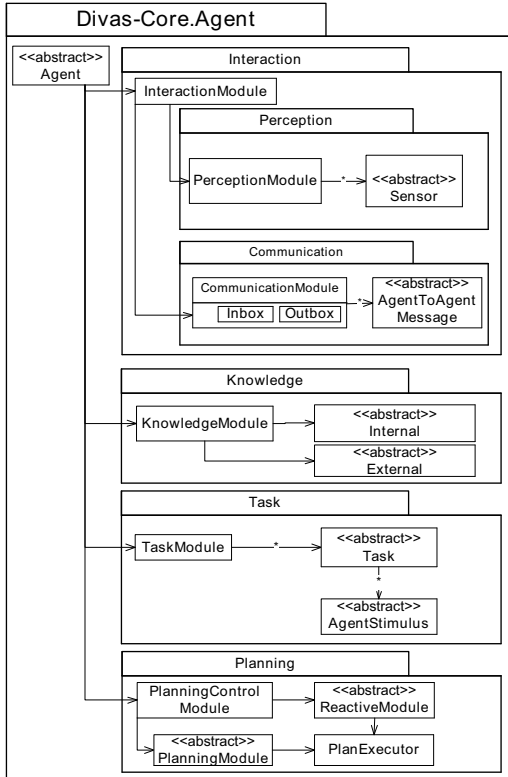 Divas-Core.Agent
<<abstract>>
Agent
Interaction
InteractionModule
Perception
PerceptionModule
*
<<abstract>>
Sensor
Communication
CommunicationModule
Inbox Outbox
*
<<abstract>>
AgentToAgent
Message
Knowledge
KnowledgeModule
<<abstract>>
Internal
<<abstract>>
External
Task
TaskModule
*
<<abstract>>
Task
*
<<abstract>>
AgentStimulus
Planning
PlanningControl
Module
<<abstract>>
ReactiveModule
<<abstract>>
PlanningModule
PlanExecutor